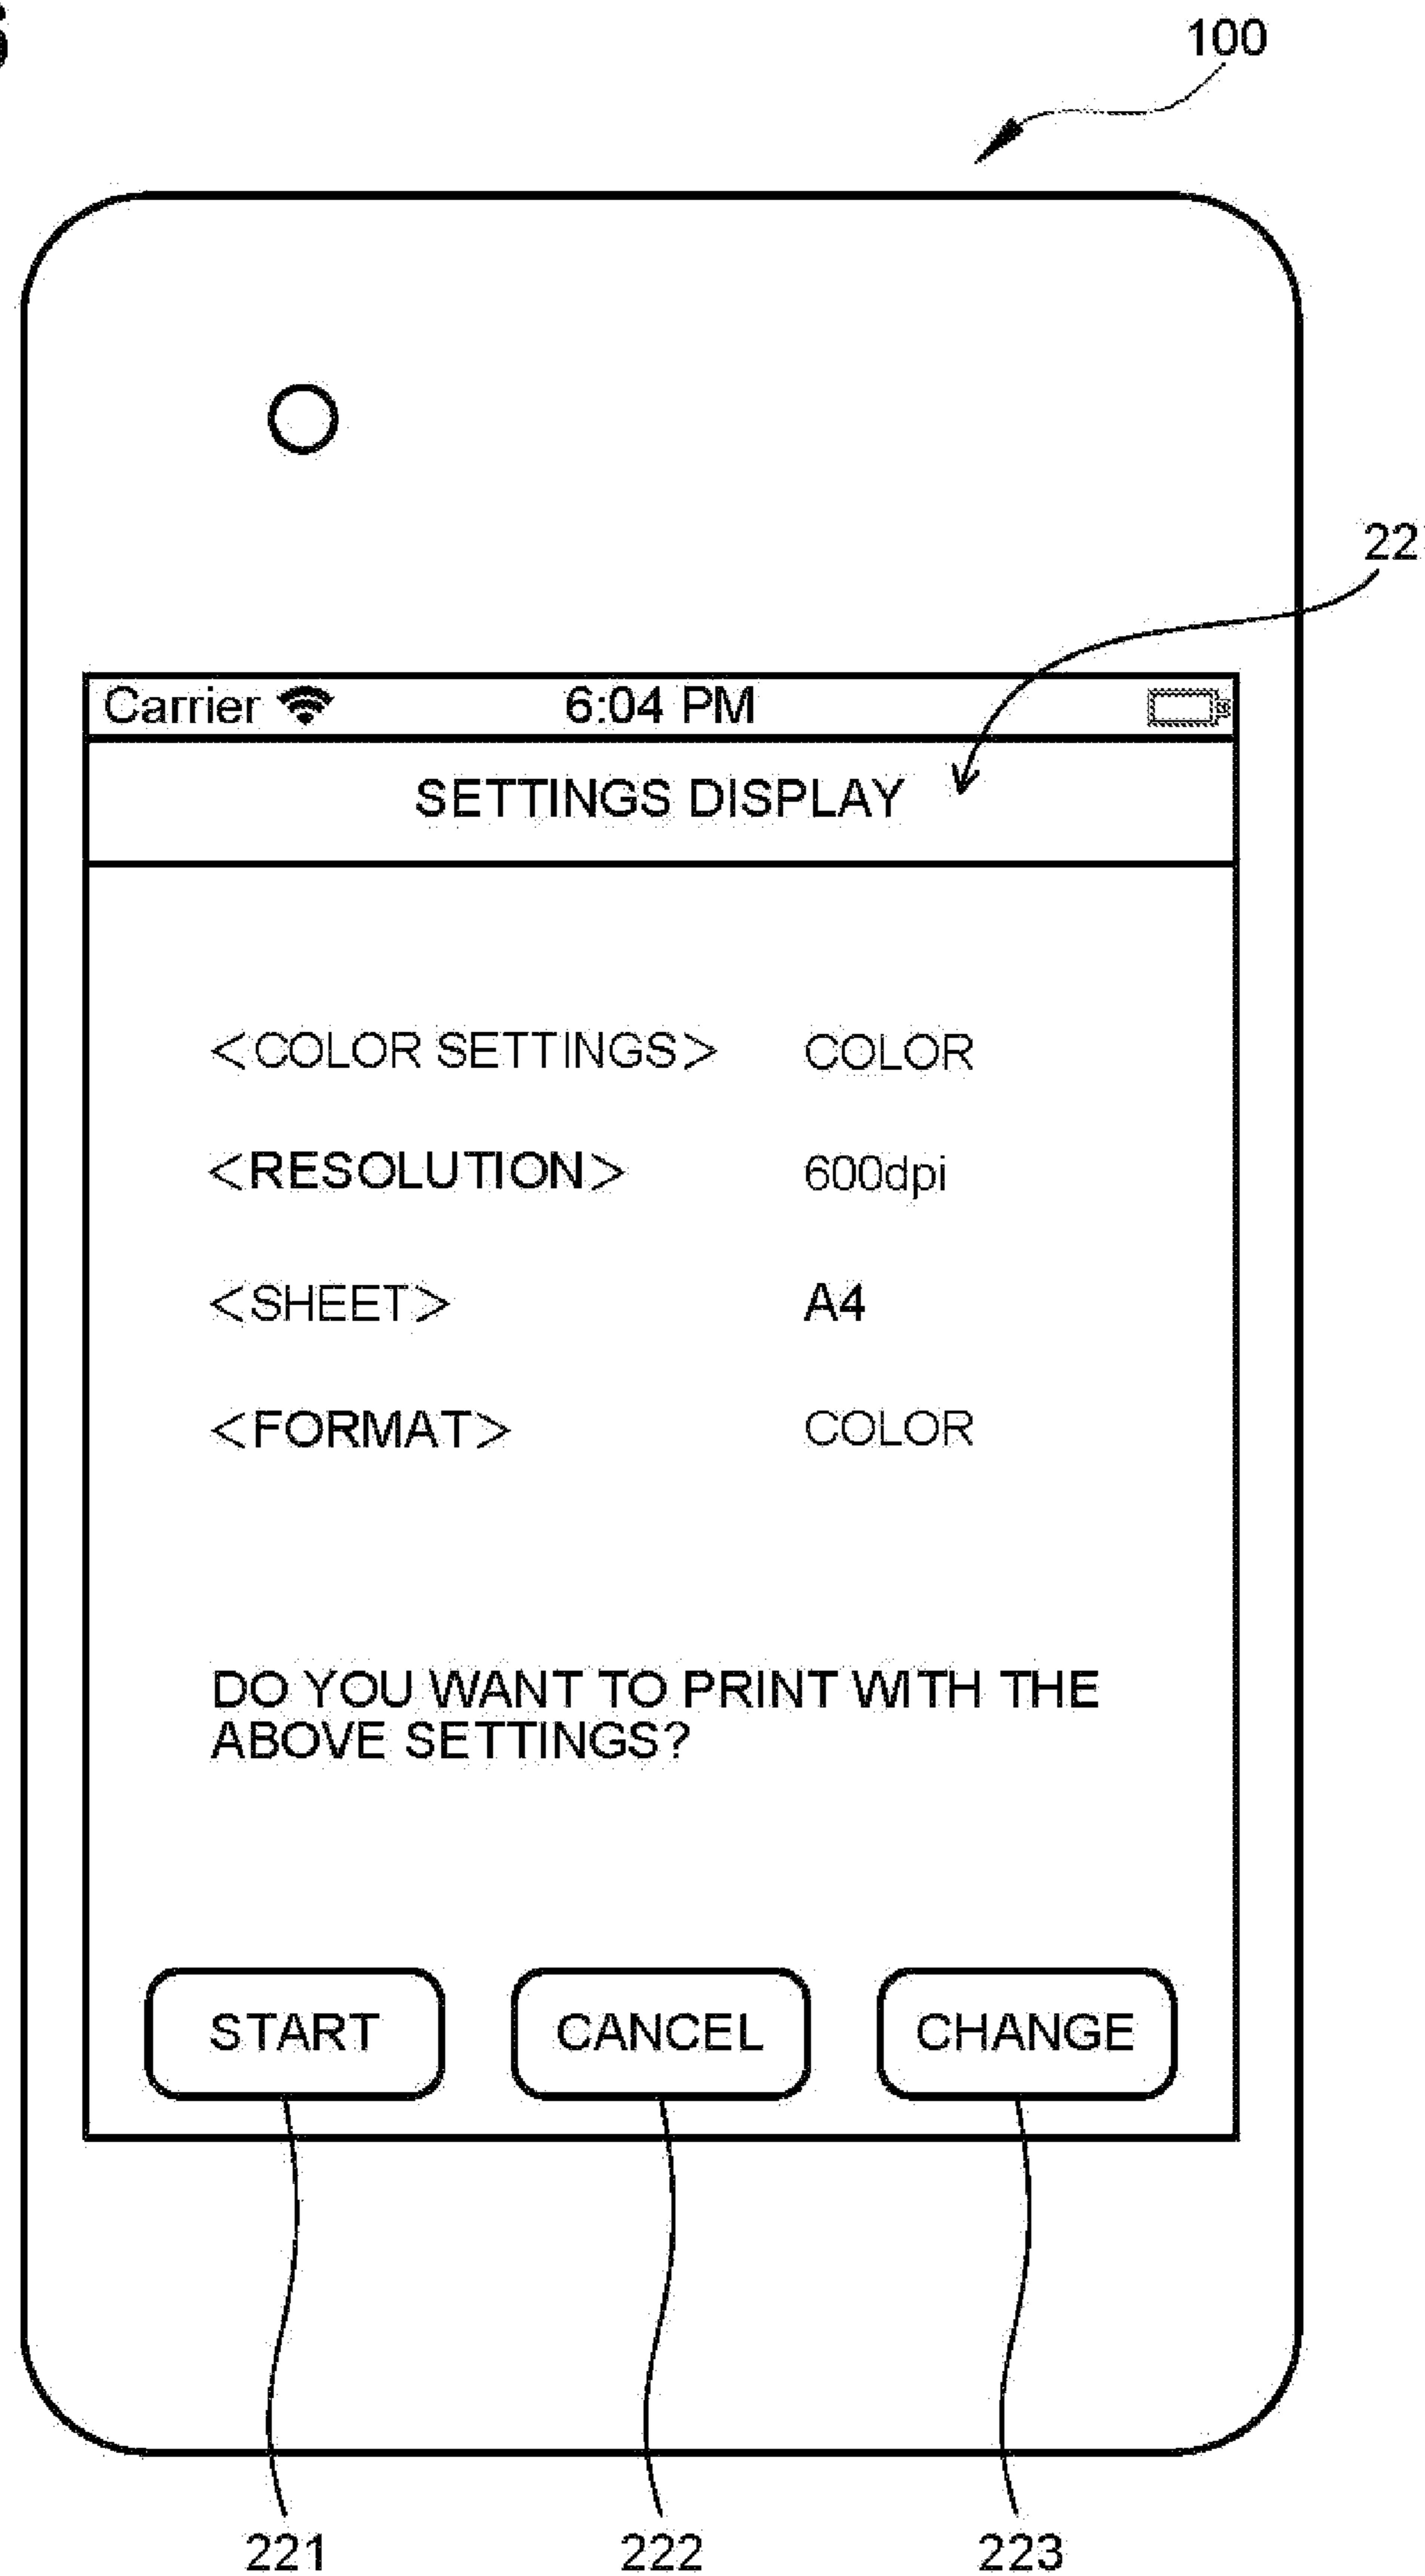 100
22
Carrier 6:04 PM
SETTINGS DISPLAY
<COLOR SETTINGS> COLOR
<RESOLUTION> 600dpi
<SHEET> A4
<FORMAT> COLOR
DO YOU WANT TO PRINT WITH THE
ABOVE SETTINGS?
START CANCEL CHANGE
221 222 223